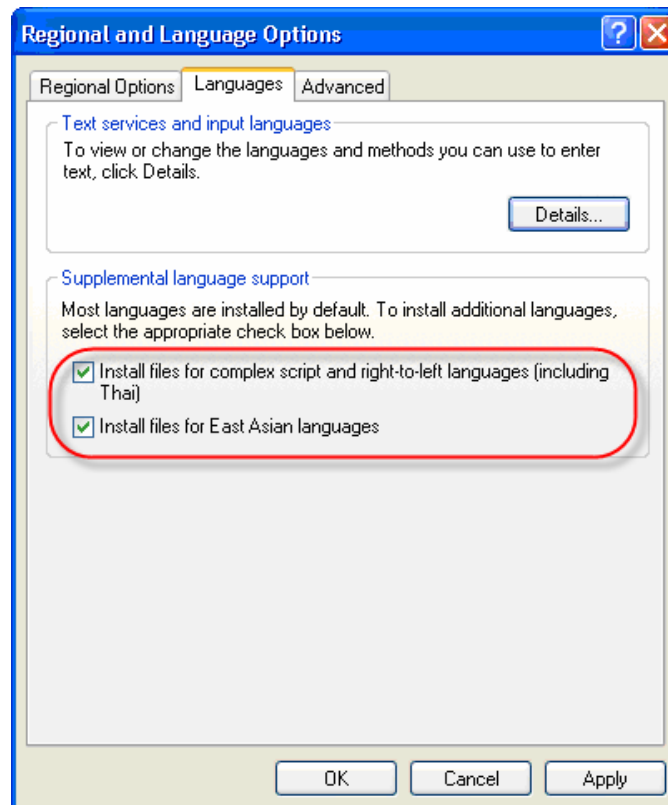 Regional and Language Options
Regional Options
Languages
Advanced
Text services and input languages
To view or change the languages and methods you can use to enter
text, click Details.
Details...
Supplemental language support
Most languages are installed by default. To install additional languages,
select the appropriate check box below.
Install files for complex script and right-to-left languages (including
Thai)
Install files for East Asian languages
OK
Cancel
Apply